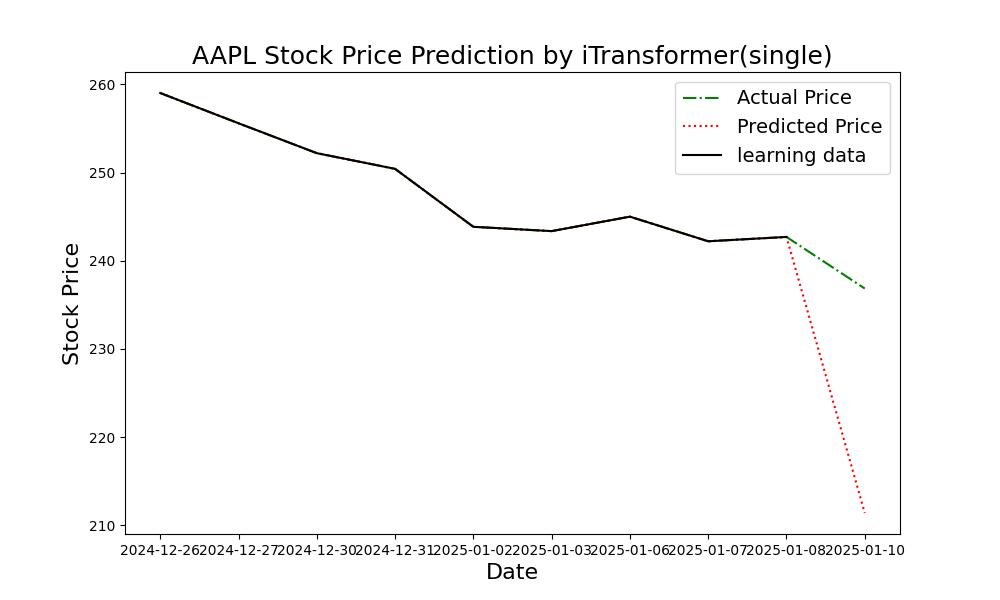 AAPL Stock Price Prediction by iTransformer(single)
260
250
240
230
220
210
Stock Price
Actual Price
Predicted Price
learning data
2024-12-26 2024-12-27 2024-12-30 2024-12-31 2025-01-02 2025-01-03 2025-01-06 2025-01-07 2025-01-08 2025-01-10
Date